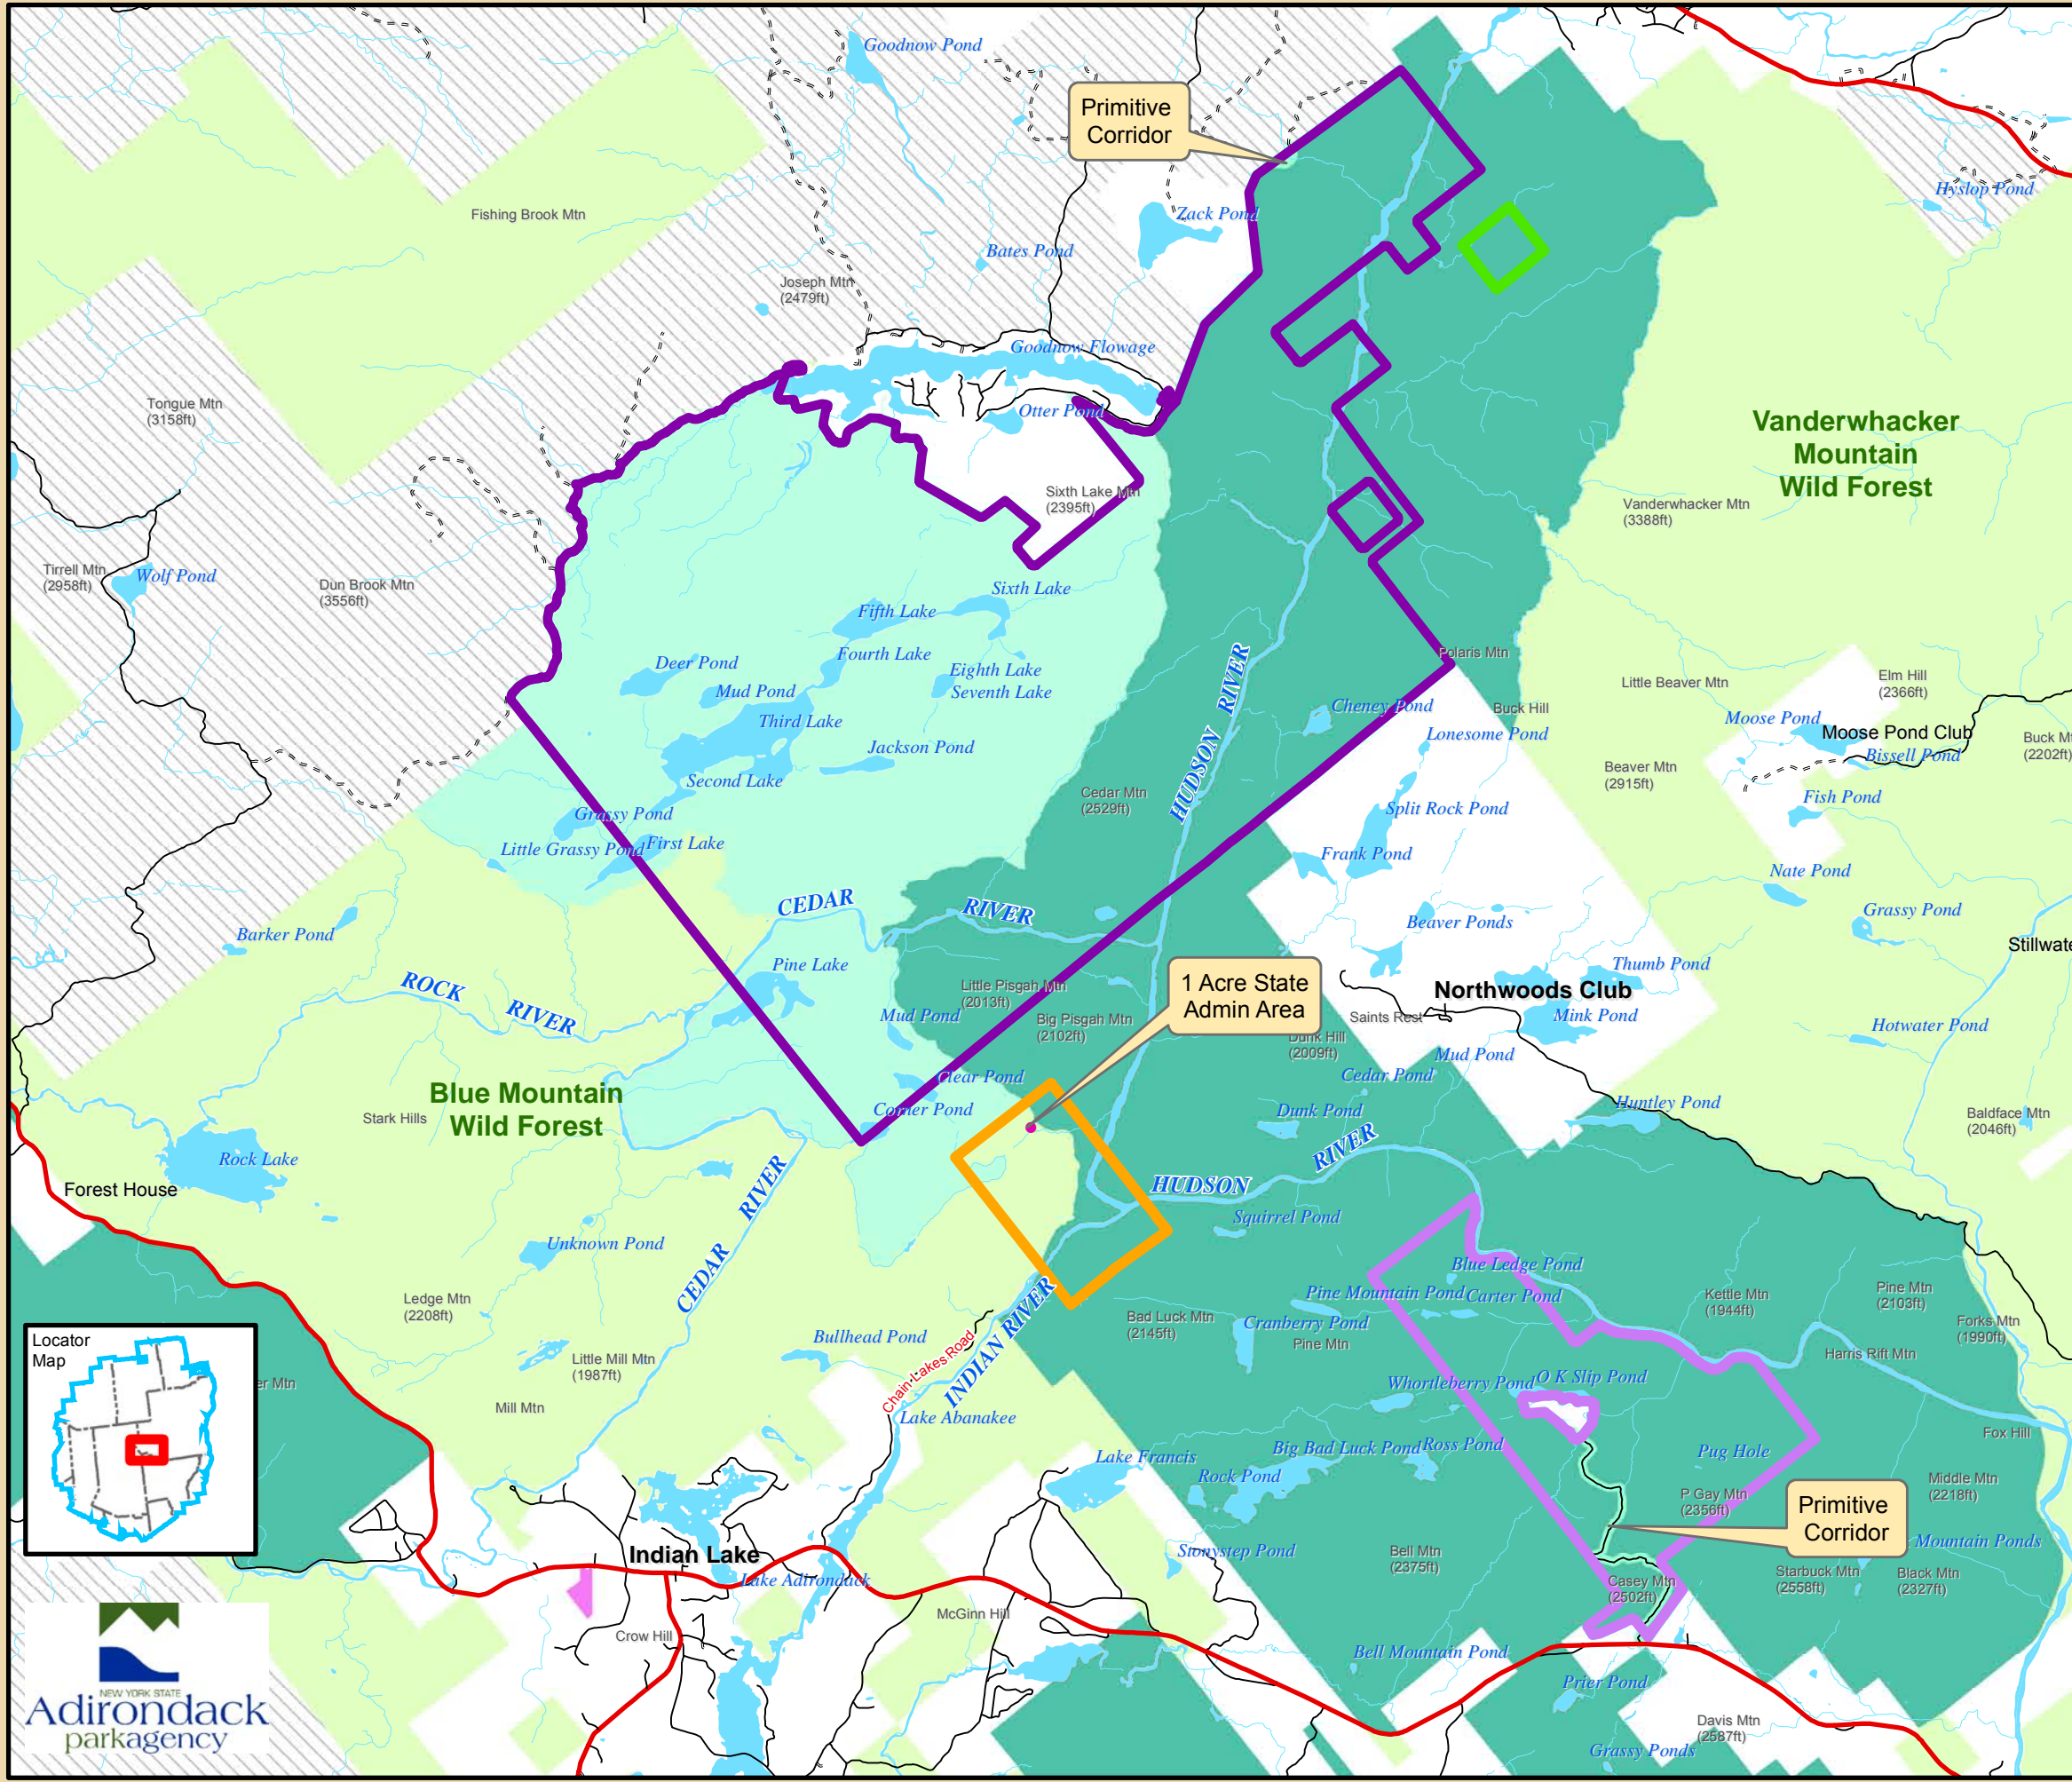 Goodnow Pond
Primitive
Corridor
Hyslop Pond
Fishing Brook Mtn
Zack Pond
Bates Pond
Joseph Mtn
(2479ft)
Goodnow Flowage
Tongue Mtn
(3158ft)
Otter Pond
Vanderwhacker
Mountain
Wild Forest
Sixth Lake Mtn
(2395ft)
Vanderwhacker Mtn
(3388ft)
Tirrell Mtn
(2958ft)
Wolf Pond
Dun Brook Mtn
(3556ft)
Sixth Lake
Fifth Lake
Fourth Lake
Deer Pond
Eighth Lake
Mud Pond
Seventh Lake
Third Lake
Jackson Pond
Second Lake
Polaris Mtn
Little Beaver Mtn
Elm Hill
(2366ft)
HUDSON RIVER
Cheney Pond
Buck Hill
Moose Pond
Lonesome Pond
Moose Pond Club
Bissell Pond
Buck Mt
(2202ft)
Beaver Mtn
(2915ft)
Cedar Mtn
(2529ft)
Fish Pond
Split Rock Pond
Grassy Pond
Little Grassy Pond
First Lake
Frank Pond
Nate Pond
CEDAR RIVER
Beaver Ponds
Grassy Pond
Barker Pond
Stillwate
Pine Lake
Thumb Pond
ROCK RIVER
Little Pisgah Mtn
(2013ft)
1 Acre State
Admin Area
Northwoods Club
Mud Pond
Big Pisgah Mtn
(2102ft)
Saints Rest
Mink Pond
Hotwater Pond
Dunk Hill
(2009ft)
Mud Pond
Clear Pond
Cedar Pond
Blue Mountain
Wild Forest
Stark Hills
Corner Pond
Dunk Pond
Huntley Pond
Baldface Mtn
(2046ft)
Rock Lake
Forest House
CEDAR RIVER
HUDSON RIVER
Squirrel Pond
Unknown Pond
Blue Ledge Pond
Pine Mountain Pond
Carter Pond
Kettle Mtn
(1944ft)
Pine Mtn
(2103ft)
Ledge Mtn
(2208ft)
Bad Luck Mtn
(2145ft)
Cranberry Pond
Pine Mtn
Forks Mtn
(1990ft)
Locator
Map
Bullhead Pond
Chain Lakes Road
INDIAN RIVER
Harris Rift Mtn
Little Mill Mtn
(1987ft)
er Mtn
Whortleberry Pond
O K Slip Pond
Mill Mtn
Lake Abanakee
Fox Hill
Lake Francis
Big Bad Luck Pond
Ross Pond
Pug Hole
Rock Pond
Middle Mtn
(2218ft)
P Gay Mtn
(2356ft)
Primitive
Corridor
Indian Lake
Stonystep Pond
Bell Mtn
(2375ft)
Mountain Ponds
Lake Adirondack
Casey Mtn
(2502ft)
Starbuck Mtn
(2558ft)
Black Mtn
(2327ft)
McGinn Hill
Crow Hill
Bell Mountain Pond
NEW YORK STATE
Adirondack
parkagency
Prier Pond
Davis Mtn
(2587ft)
Grassy Ponds